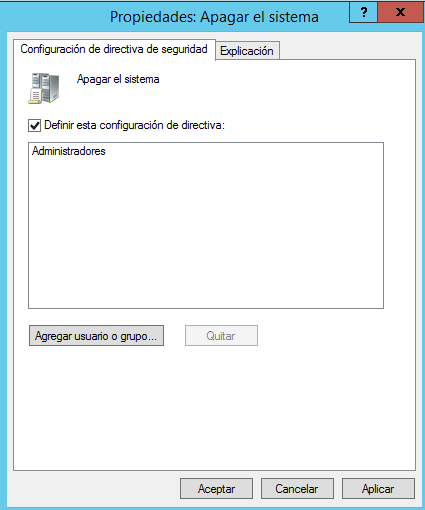 Propiedades: Apagar el sistema
? x
Configuración de directiva de seguridad Explicación
Apagar el sistema
Definir esta configuración de directiva:
Administradores
Agregar usuario o grupo... Quitar
Aceptar Cancelar Aplicar